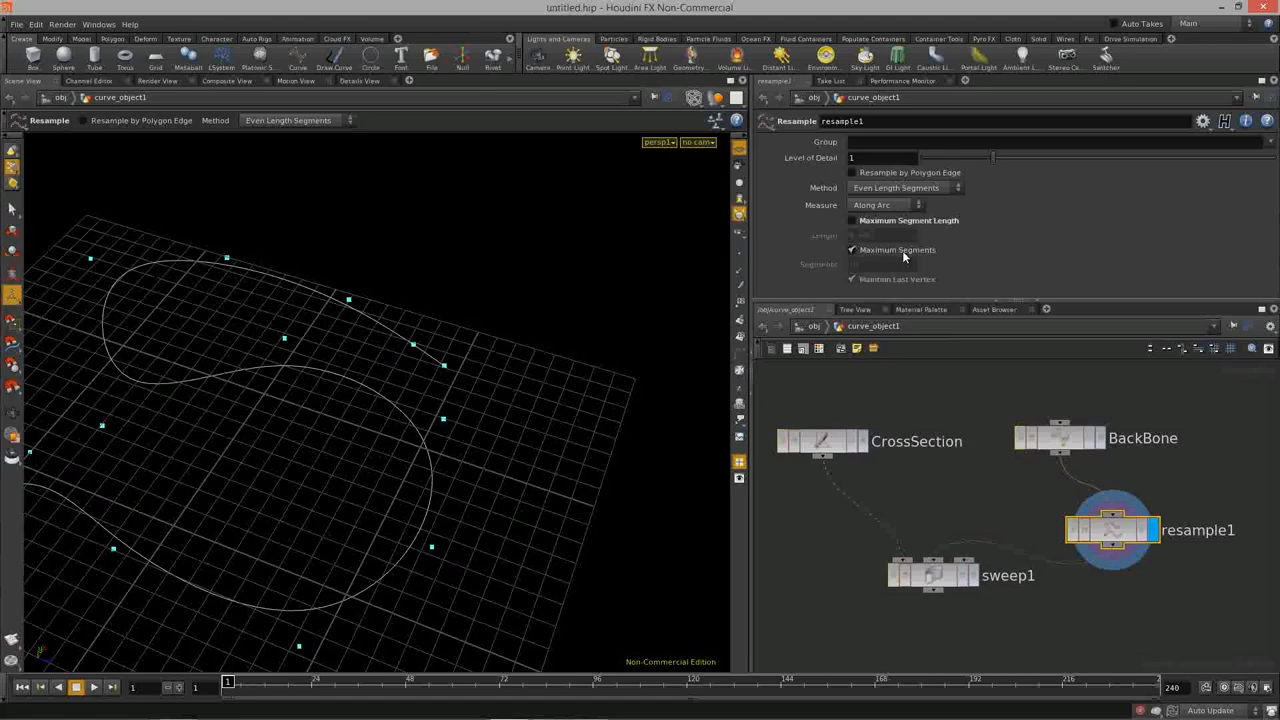 untitled.hip - Houdini FX Non-Commercial
File Edit Render Windows Help
Auto Takes Main
Create Modify Model Polygon Deform Texture Character Auto Rigs Animation Cloud FX Volume
Lights and Cameras Particles Rigid Bodies Particle Fluids Ocean FX Fluid Containers Populate Containers Container Tools Pyro FX Cloth Solid Wires Fur Drive Simulation
Box Sphere Tube Torus Grid Metaball LSystem Platonic S... Curve Draw Curve Circle Font File Null Rivet
Camera Point Light Spot Light Area Light Geometry... Volume Li... Distant Li... Environme... Sky Light GI Light Caustic Li... Portal Light Ambient L... Stereo Ca... Switcher
Scene View Channel Editor Render View Composite View Motion View Details View
resample1 Take List Performance Monitor
obj curve_object1
obj curve_object1
Resample Resample by Polygon Edge Method Even Length Segments
Resample resample1
persp1 no cam
Group
Level of Detail 1
Resample by Polygon Edge
Method Even Length Segments
Measure Along Arc
Maximum Segment Length
Length
Maximum Segments
Segments
Maintain Last Vertex
/obj/curve_object1 Tree View Material Palette Asset Browser
obj curve_object1
CrossSection
BackBone
resample1
sweep1
Non-Commercial Edition
1 1 1 24 48 72 96 120 144 168 192 216 2 240
Auto Update